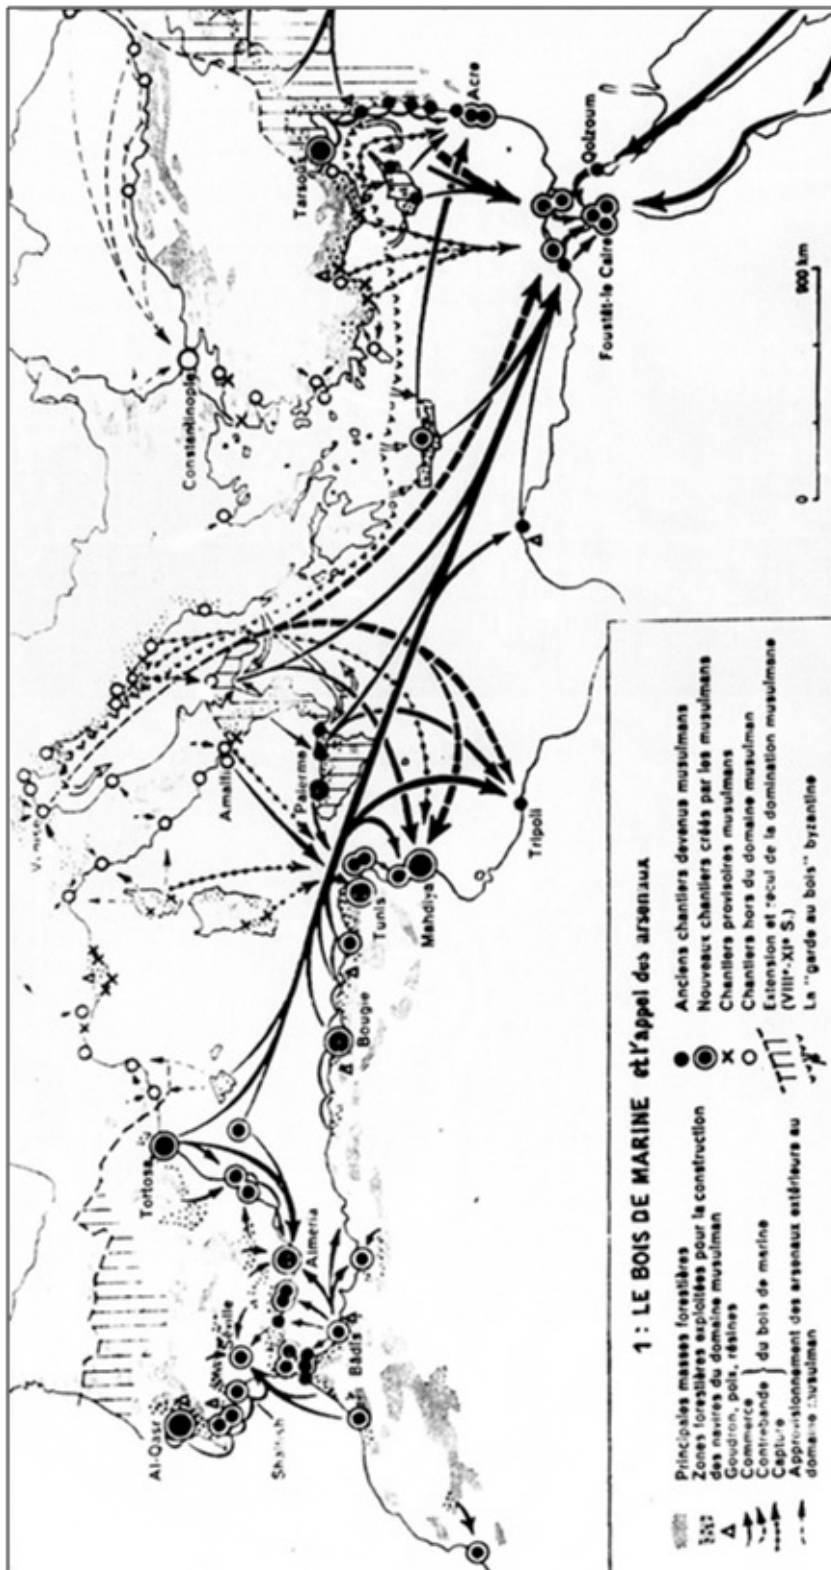 Constantinople
Tarsous
Acre
Qolzoum
Foustât-le Caire
Amalfi
Palerme
Tortosa
Tunis
Mahdiya
Tripoli
Bougie
Almeria
Séville
Al-Qasr
Badis
0 900 km
1: LE BOIS DE MARINE et l'appel des arsenaux
Principales masses forestières
Zones forestières exploitées pour la construction
des navires du domaine musulman
Goudron, poix, résines
Commerce
Contrebande
Capture
du bois de marine
Approvisionnement des arsenaux extérieurs au
domaine musulman
Anciens chantiers devenus musulmans
Nouveaux chantiers créés par les musulmans
Chantiers provisoires musulmans
Chantiers hors du domaine musulman
Extension et recul de la domination musulmane
(VIIIe-XIe S.)
La "garde au bois" byzantine